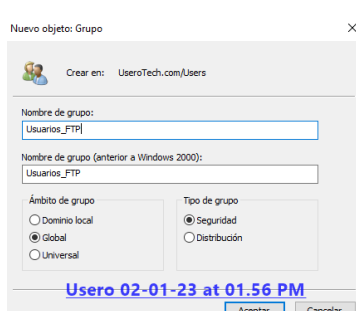 Nuevo objeto: Grupo
Crear en: UseroTech.com/Users
Nombre de grupo:
Usuarios_FTP
Nombre de grupo (anterior a Windows 2000):
Usuarios_FTP
Ámbito de grupo
Dominio local
Global
Universal
Tipo de grupo
Seguridad
Distribución
Usero 02-01-23 at 01.56 PM
Aceptar Cancelar